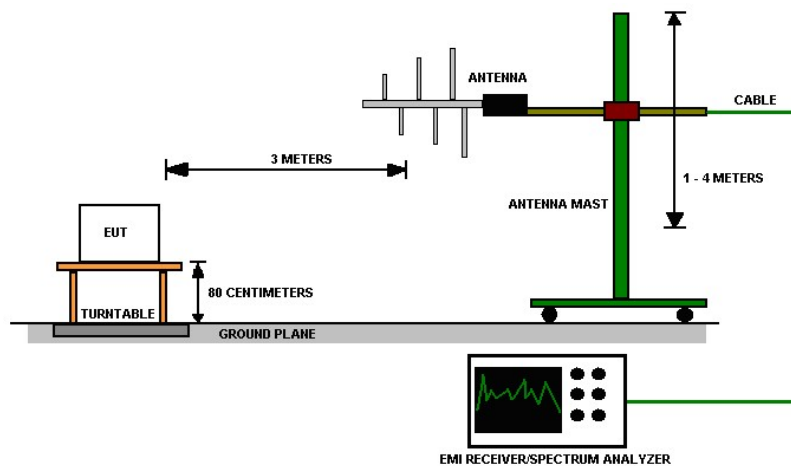 ANTENNA
CABLE
3 METERS
1 - 4 METERS
ANTENNA MAST
EUT
80 CENTIMETERS
TURNTABLE
GROUND PLANE
EMI RECEIVER/SPECTRUM ANALYZER